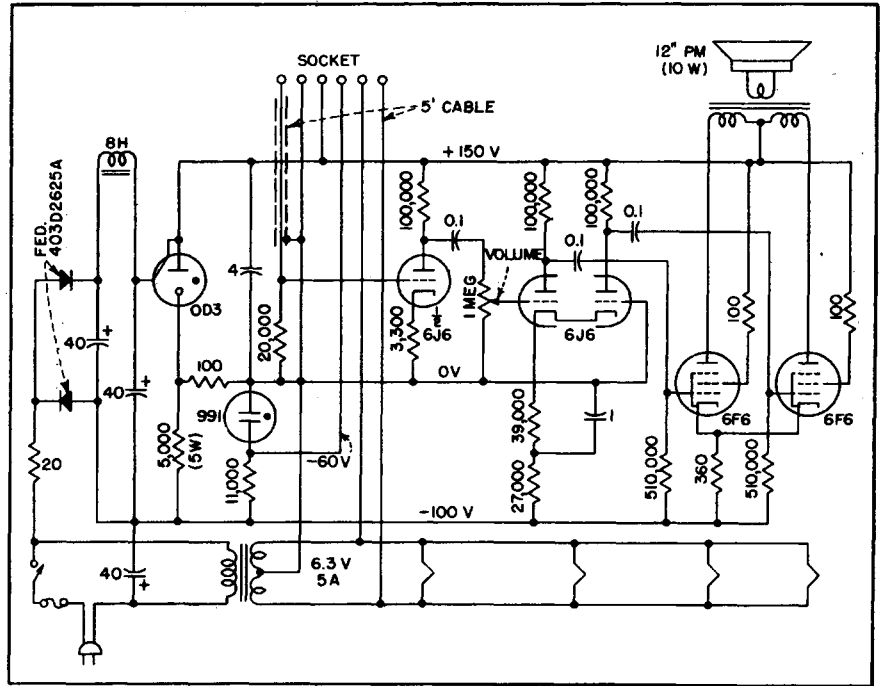 SOCKET
12" PM
(10 W)
5' CABLE
8H
+150 V
FED.
403D2625A
100,000
100,000
100,000
0.1
0.1
0.1
VOLUME
4
1 MEG
OD3
½
6J6
6J6
40
+
20,000
3,300
100
100
100
40
+
0V
6F6
6F6
991
39,000
1
20
5,000
(5W)
-60V
11,000
27,000
510,000
360
510,000
-100 V
6.3 V
5A
40
+